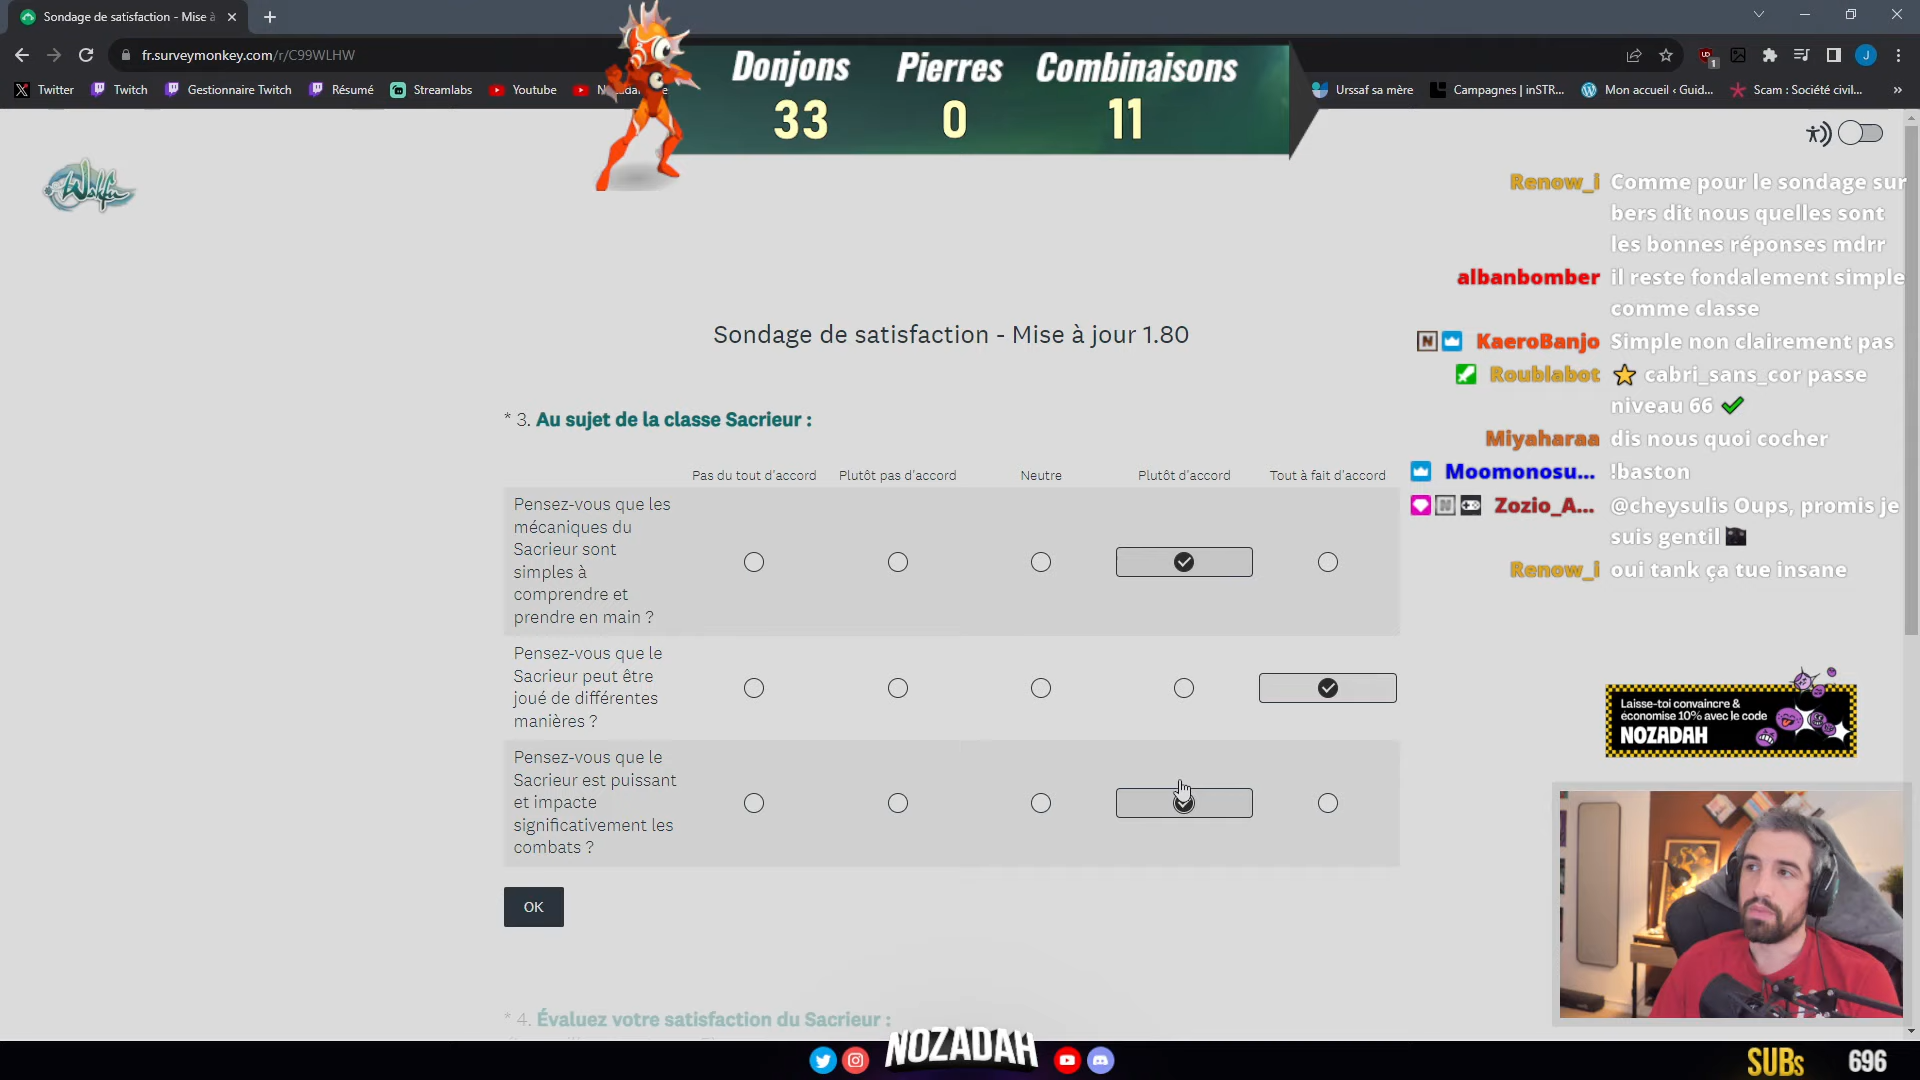 Sondage de satisfaction - Mise à
fr.surveymonkey.com/r/C99WLHW
Twitter
Twitch
Gestionnaire Twitch
Résumé
Streamlabs
Youtube
Urssaf sa mère
Campagnes | inSTR...
Mon accueil ‹ Guid...
Scam : Société civil...
»
Donjons Pierres Combinaisons
33 0 11
Wakfu
Sondage de satisfaction - Mise à jour 1.80
* 3. Au sujet de la classe Sacrieur :
Pas du tout d'accord Plutôt pas d'accord Neutre Plutôt d'accord Tout à fait d'accord
Pensez-vous que les
mécaniques du
Sacrieur sont
simples à
comprendre et
prendre en main ?
Pensez-vous que le
Sacrieur peut être
joué de différentes
manières ?
Pensez-vous que le
Sacrieur est puissant
et impacte
significativement les
combats ?
OK
* 4. Évaluez votre satisfaction du Sacrieur :
Renow_i Comme pour le sondage sur
bers dit nous quelles sont
les bonnes réponses mdrr
albanbomber il reste fondalement simple
comme classe
KaeroBanjo Simple non clairement pas
Roublabot cabri_sans_cor passe
niveau 66
Miyaharaa dis nous quoi cocher
Moomonosu... !baston
Zozio_A... @cheysulis Oups, promis je
suis gentil
Renow_i oui tank ça tue insane
Laisse-toi convaincre &
économise 10% avec le code
NOZADAH
NOZADAH
SUBs 696